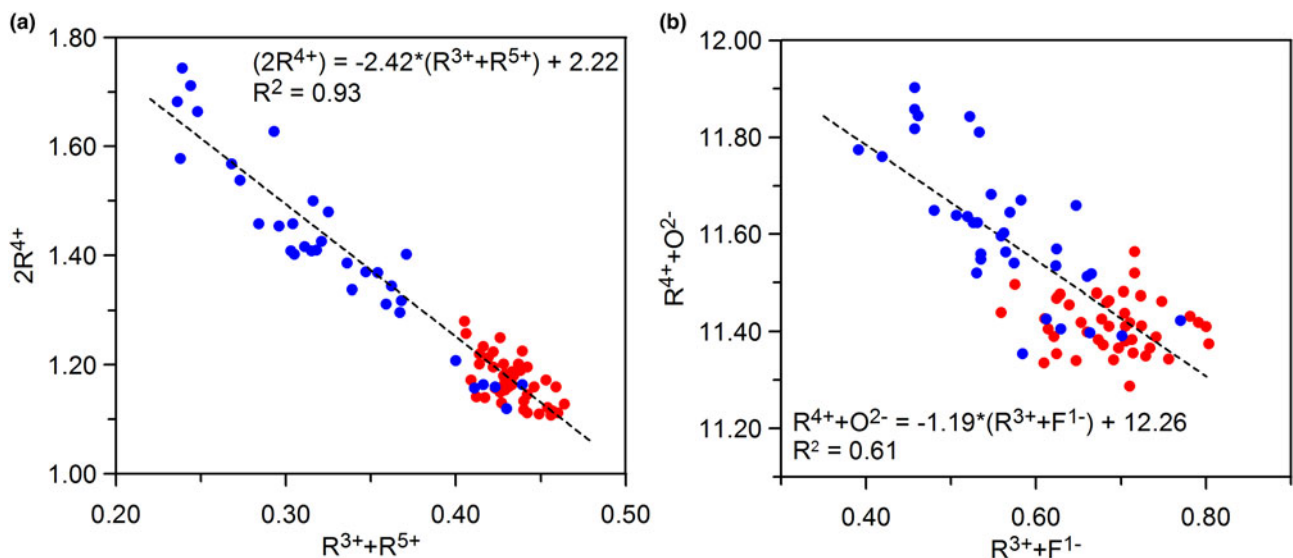 (a)
1.80
1.60
1.40
1.20
1.00
2R⁴⁺
(2R⁴⁺) = -2.42*(R³⁺+R⁵⁺) + 2.22
R² = 0.93
0.20 0.30 0.40 0.50
R³⁺+R⁵⁺
(b)
12.00
11.80
11.60
11.40
11.20
R⁴⁺+O²⁻
R⁴⁺+O²⁻ = -1.19*(R³⁺+F¹⁻) + 12.26
R² = 0.61
0.40 0.60 0.80
R³⁺+F¹⁻